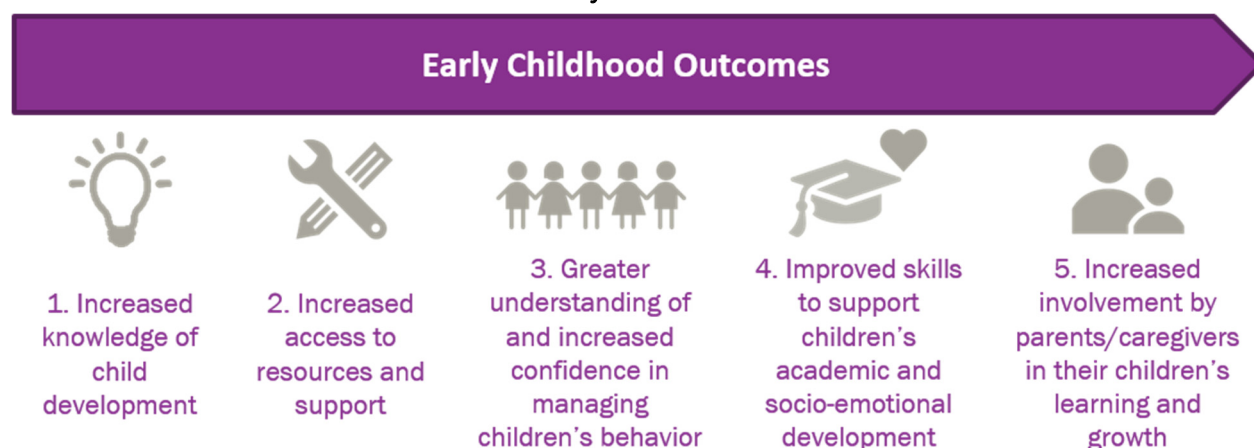 Early Childhood Outcomes
1. Increased
knowledge of
child
development
2. Increased
access to
resources and
support
3. Greater
understanding of
and increased
confidence in
managing
children's behavior
4. Improved skills
to support
children's
academic and
socio-emotional
development
5. Increased
involvement by
parents/caregivers
in their children's
learning and
growth